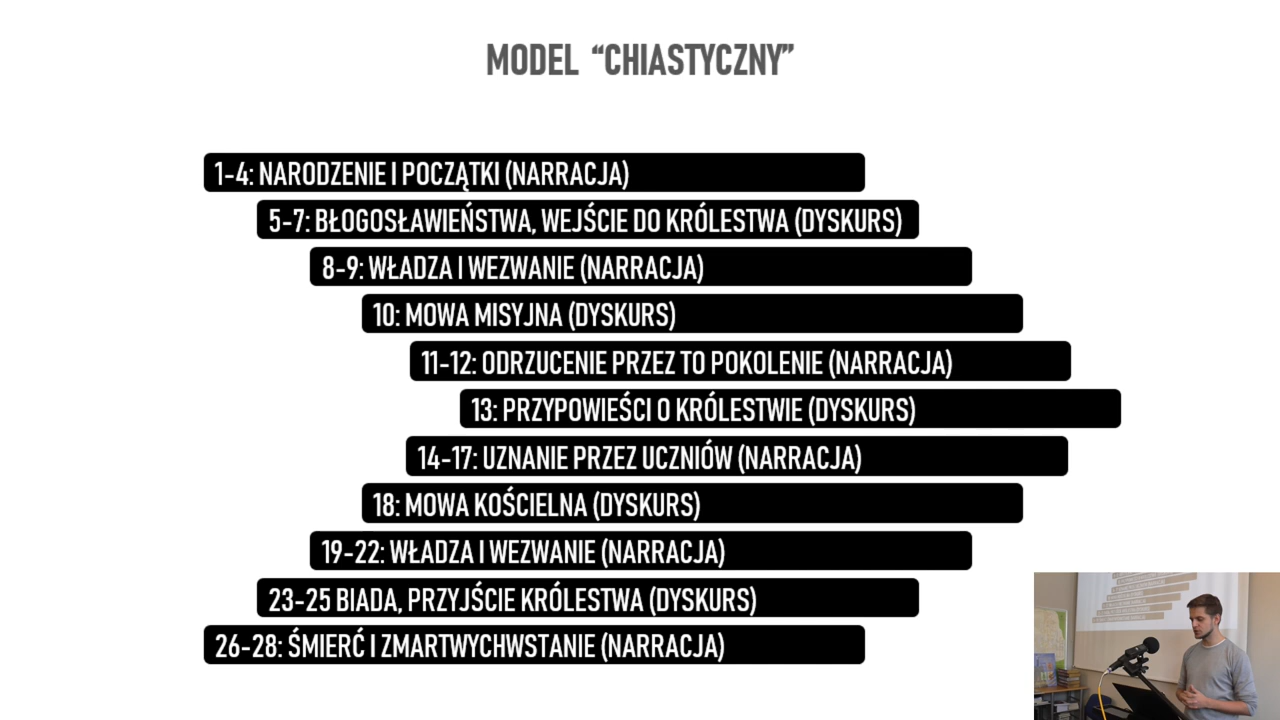 MODEL “CHIASTYCZNY”
1-4: NARODZENIE I POCZĄTKI (NARRACJA)
5-7: BŁOGOSŁAWIEŃSTWA, WEJŚCIE DO KRÓLESTWA (DYSKURS)
8-9: WŁADZA I WEZWANIE (NARRACJA)
10: MOWA MISYJNA (DYSKURS)
11-12: ODRZUCENIE PRZEZ TO POKOLENIE (NARRACJA)
13: PRZYPOWIEŚCI O KRÓLESTWIE (DYSKURS)
14-17: UZNANIE PRZEZ UCZNIÓW (NARRACJA)
18: MOWA KOŚCIELNA (DYSKURS)
19-22: WŁADZA I WEZWANIE (NARRACJA)
23-25 BIADA, PRZYJŚCIE KRÓLESTWA (DYSKURS)
26-28: ŚMIERĆ I ZMARTWYCHWSTANIE (NARRACJA)